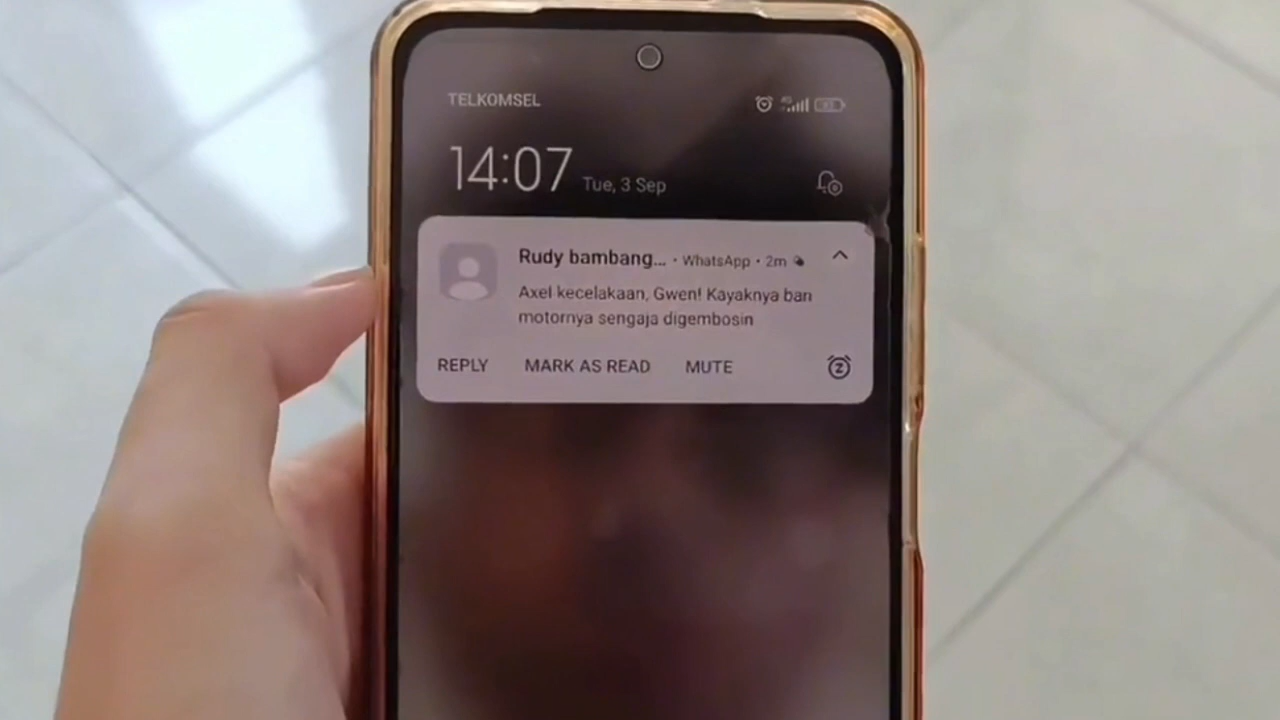 TELKOMSEL
14:07 Tue, 3 Sep
Rudy bambang... • WhatsApp • 2m
Axel kecelakaan, Gwen! Kayaknya ban
motornya sengaja digembosin
REPLY MARK AS READ MUTE